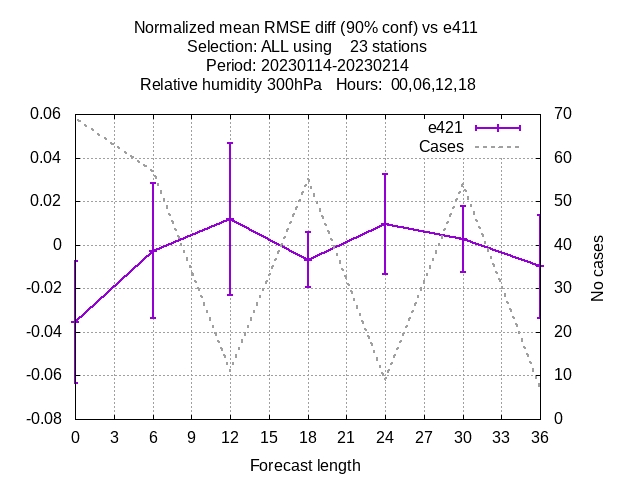 Normalized mean RMSE diff (90% conf) vs e411
Selection: ALL using    23 stations
Period: 20230114-20230214
Relative humidity 300hPa   Hours:  00,06,12,18
0.06
0.04
0.02
0
-0.02
-0.04
-0.06
-0.08
e421
Cases
70
60
50
40
30
20
10
0
No cases
0 3 6 9 12 15 18 21 24 27 30 33 36
Forecast length